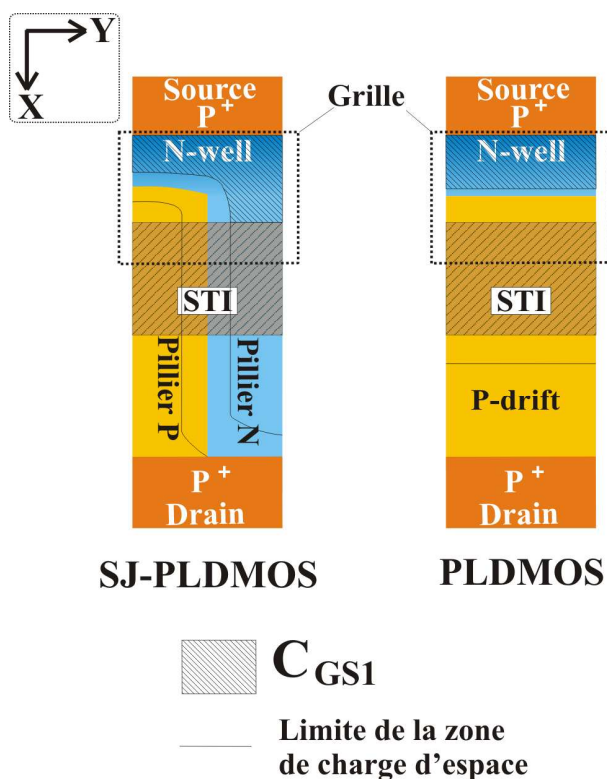 Y
X
Source
P+
N-well
STI
Pillier P
Pillier N
P+
Drain
SJ-PLDMOS
Grille
Source
P+
N-well
STI
P-drift
P+
Drain
PLDMOS
CGS1
Limite de la zone
de charge d'espace